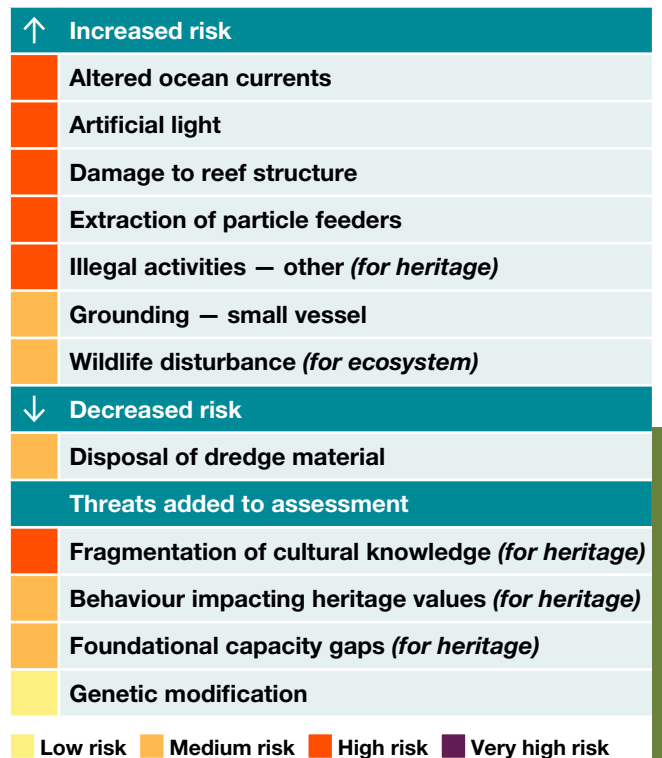 ↑ Increased risk
Altered ocean currents
Artificial light
Damage to reef structure
Extraction of particle feeders
Illegal activities — other (for heritage)
Grounding — small vessel
Wildlife disturbance (for ecosystem)
↓ Decreased risk
Disposal of dredge material
Threats added to assessment
Fragmentation of cultural knowledge (for heritage)
Behaviour impacting heritage values (for heritage)
Foundational capacity gaps (for heritage)
Genetic modification
Low risk Medium risk High risk Very high risk